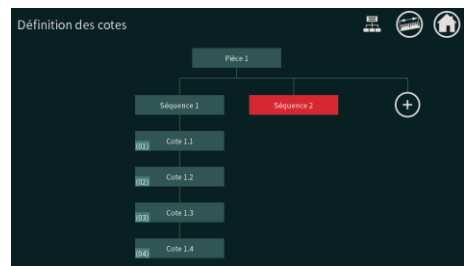 Définition des cotes
Pièce 1
Séquence 1
Séquence 2
(01) Cote 1.1
(02) Cote 1.2
(03) Cote 1.3
(04) Cote 1.4